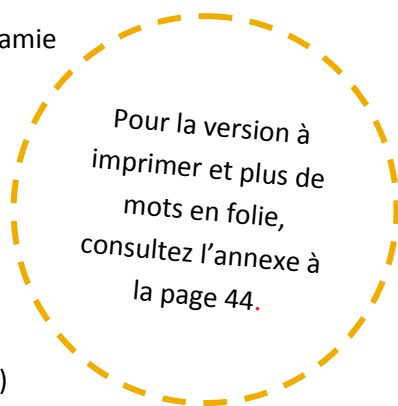 amie
Pour la version à
imprimer et plus de
mots en folie,
consultez l’annexe à
la page 44.
)